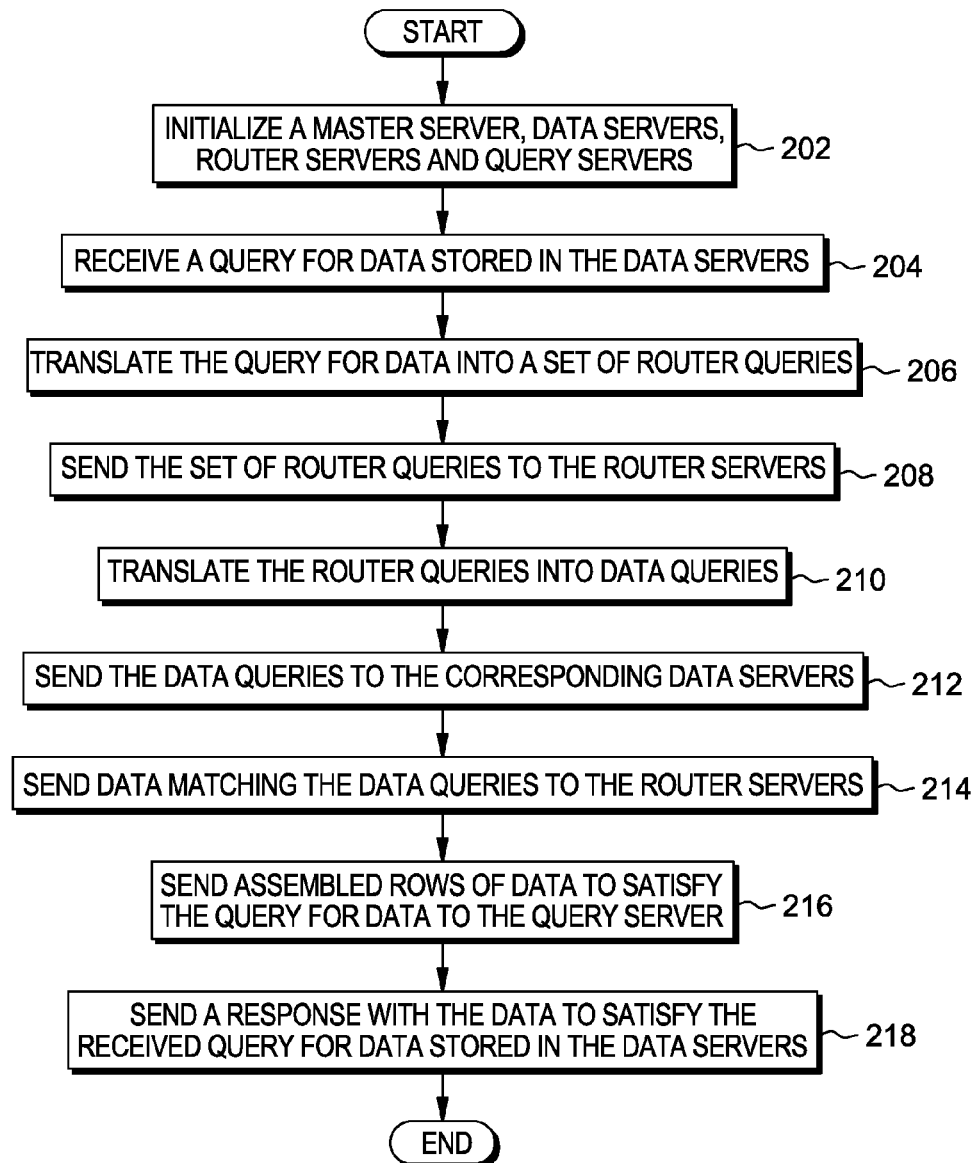 START
INITIALIZE A MASTER SERVER, DATA SERVERS,
ROUTER SERVERS AND QUERY SERVERS
202
RECEIVE A QUERY FOR DATA STORED IN THE DATA SERVERS
204
TRANSLATE THE QUERY FOR DATA INTO A SET OF ROUTER QUERIES
206
SEND THE SET OF ROUTER QUERIES TO THE ROUTER SERVERS
208
TRANSLATE THE ROUTER QUERIES INTO DATA QUERIES
210
SEND THE DATA QUERIES TO THE CORRESPONDING DATA SERVERS
212
SEND DATA MATCHING THE DATA QUERIES TO THE ROUTER SERVERS
214
SEND ASSEMBLED ROWS OF DATA TO SATISFY
THE QUERY FOR DATA TO THE QUERY SERVER
216
SEND A RESPONSE WITH THE DATA TO SATISFY THE
RECEIVED QUERY FOR DATA STORED IN THE DATA SERVERS
218
END